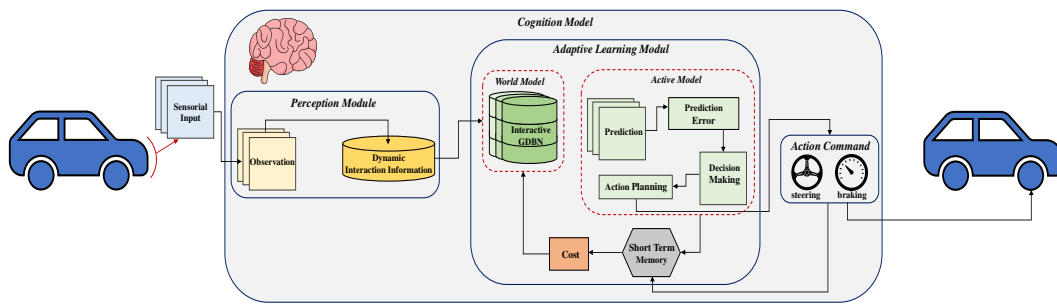 Cognition Model
Adaptive Learning Modul
Sensorial
Input
Perception Module
Observation
Dynamic
Interaction Information
World Model
Interactive
GDBN
Active Model
Prediction
Prediction
Error
Decision
Making
Action Planning
Action Command
steering
braking
Cost
Short Term
Memory